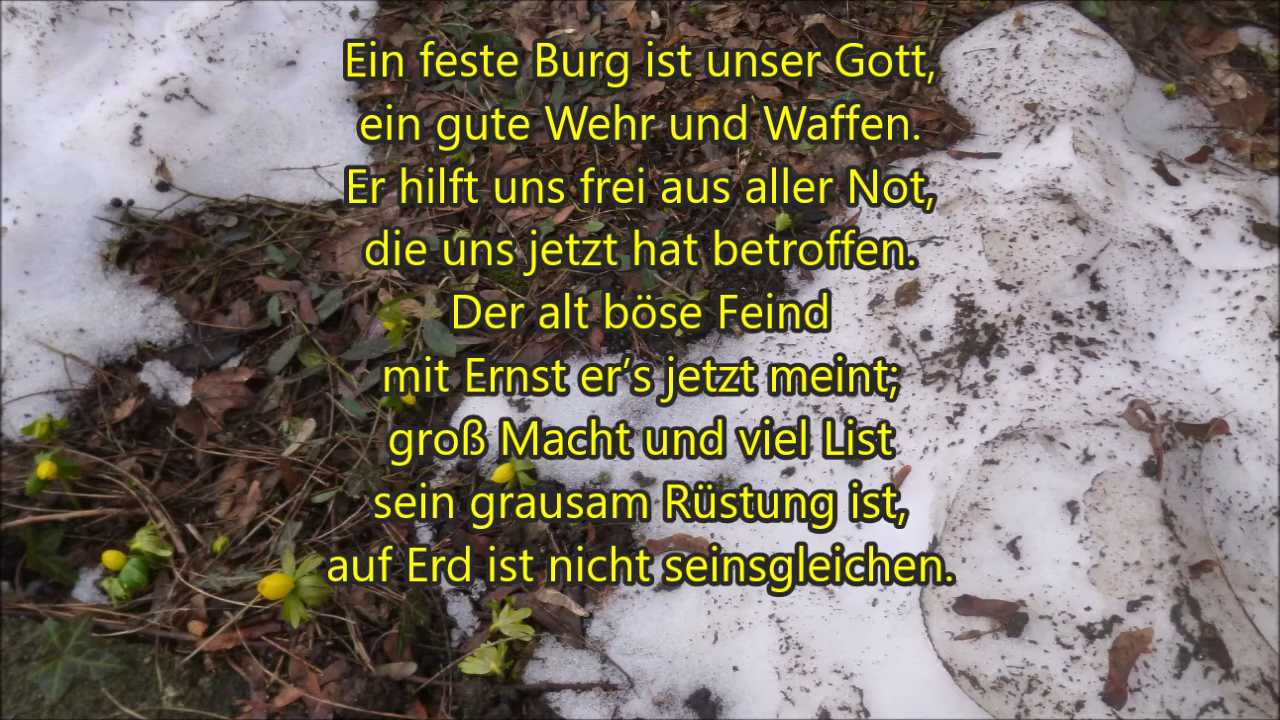 Ein feste Burg ist unser Gott,
ein gute Wehr und Waffen.
Er hilft uns frei aus aller Not,
die uns jetzt hat betroffen.
Der alt böse Feind
mit Ernst er’s jetzt meint;
groß Macht und viel List
sein grausam Rüstung ist,
auf Erd ist nicht seinsgleichen.